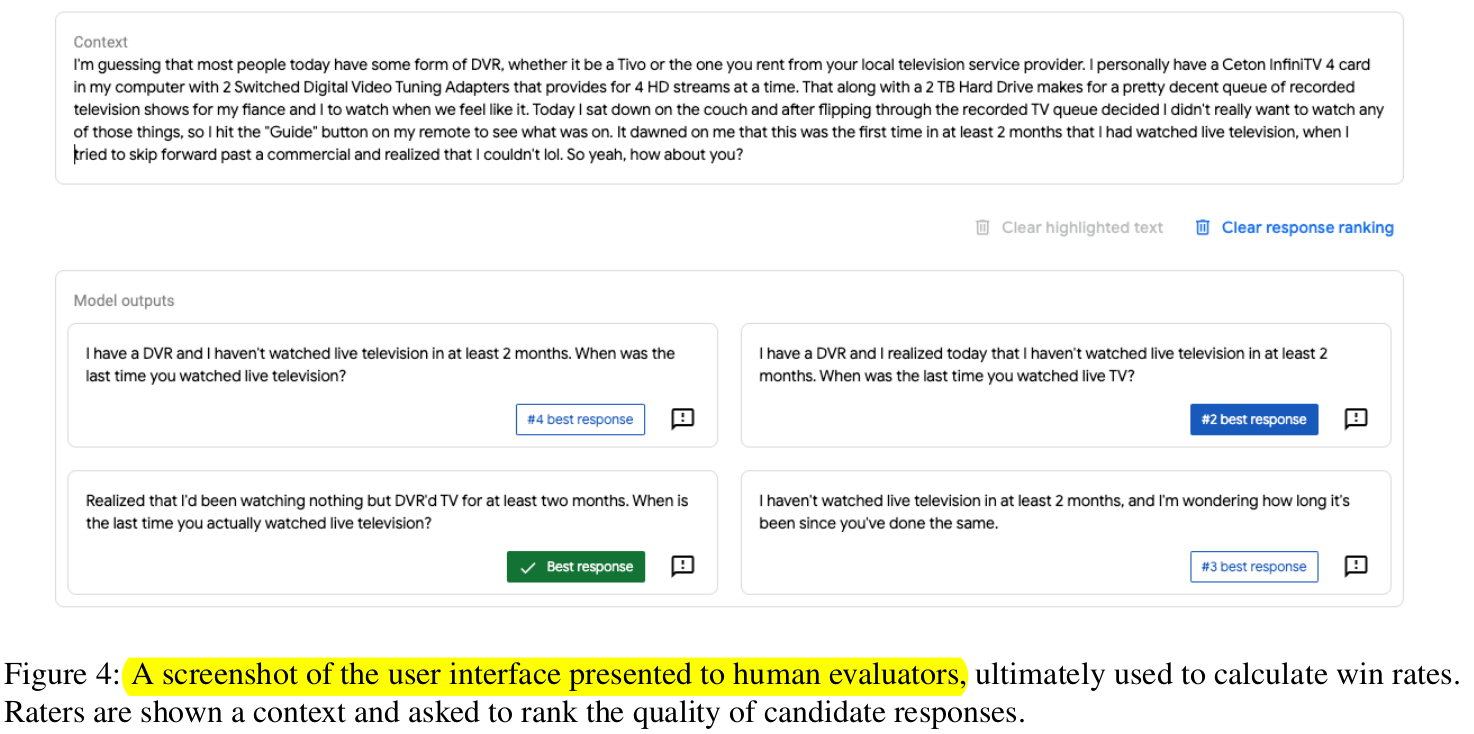 Context
I'm guessing that most people today have some form of DVR, whether it be a Tivo or the one you rent from your local television service provider. I personally have a Ceton InfiniTV 4 card
in my computer with 2 Switched Digital Video Tuning Adapters that provides for 4 HD streams at a time. That along with a 2 TB Hard Drive makes for a pretty decent queue of recorded
television shows for my fiance and I to watch when we feel like it. Today I sat down on the couch and after flipping through the recorded TV queue decided I didn't really want to watch any
of those things, so I hit the "Guide" button on my remote to see what was on. It dawned on me that this was the first time in at least 2 months that I had watched live television, when I
tried to skip forward past a commercial and realized that I couldn't lol. So yeah, how about you?
Clear highlighted text
Clear response ranking
Model outputs
I have a DVR and I haven't watched live television in at least 2 months. When was the
last time you watched live television?
#4 best response
I have a DVR and I realized today that I haven't watched live television in at least 2
months. When was the last time you watched live TV?
#2 best response
Realized that I'd been watching nothing but DVR'd TV for at least two months. When is
the last time you actually watched live television?
Best response
I haven't watched live television in at least 2 months, and I'm wondering how long it's
been since you've done the same.
#3 best response
Figure 4: A screenshot of the user interface presented to human evaluators, ultimately used to calculate win rates.
Raters are shown a context and asked to rank the quality of candidate responses.